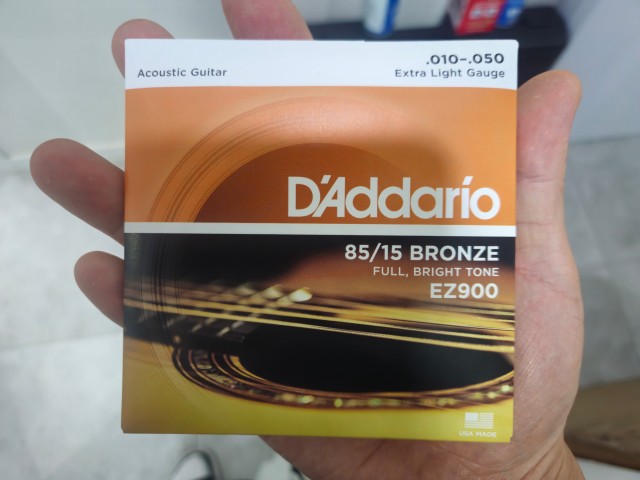 .010–.050
Acoustic Guitar
Extra Light Gauge
D'Addario
85/15 BRONZE
FULL, BRIGHT TONE
EZ900
USA MADE